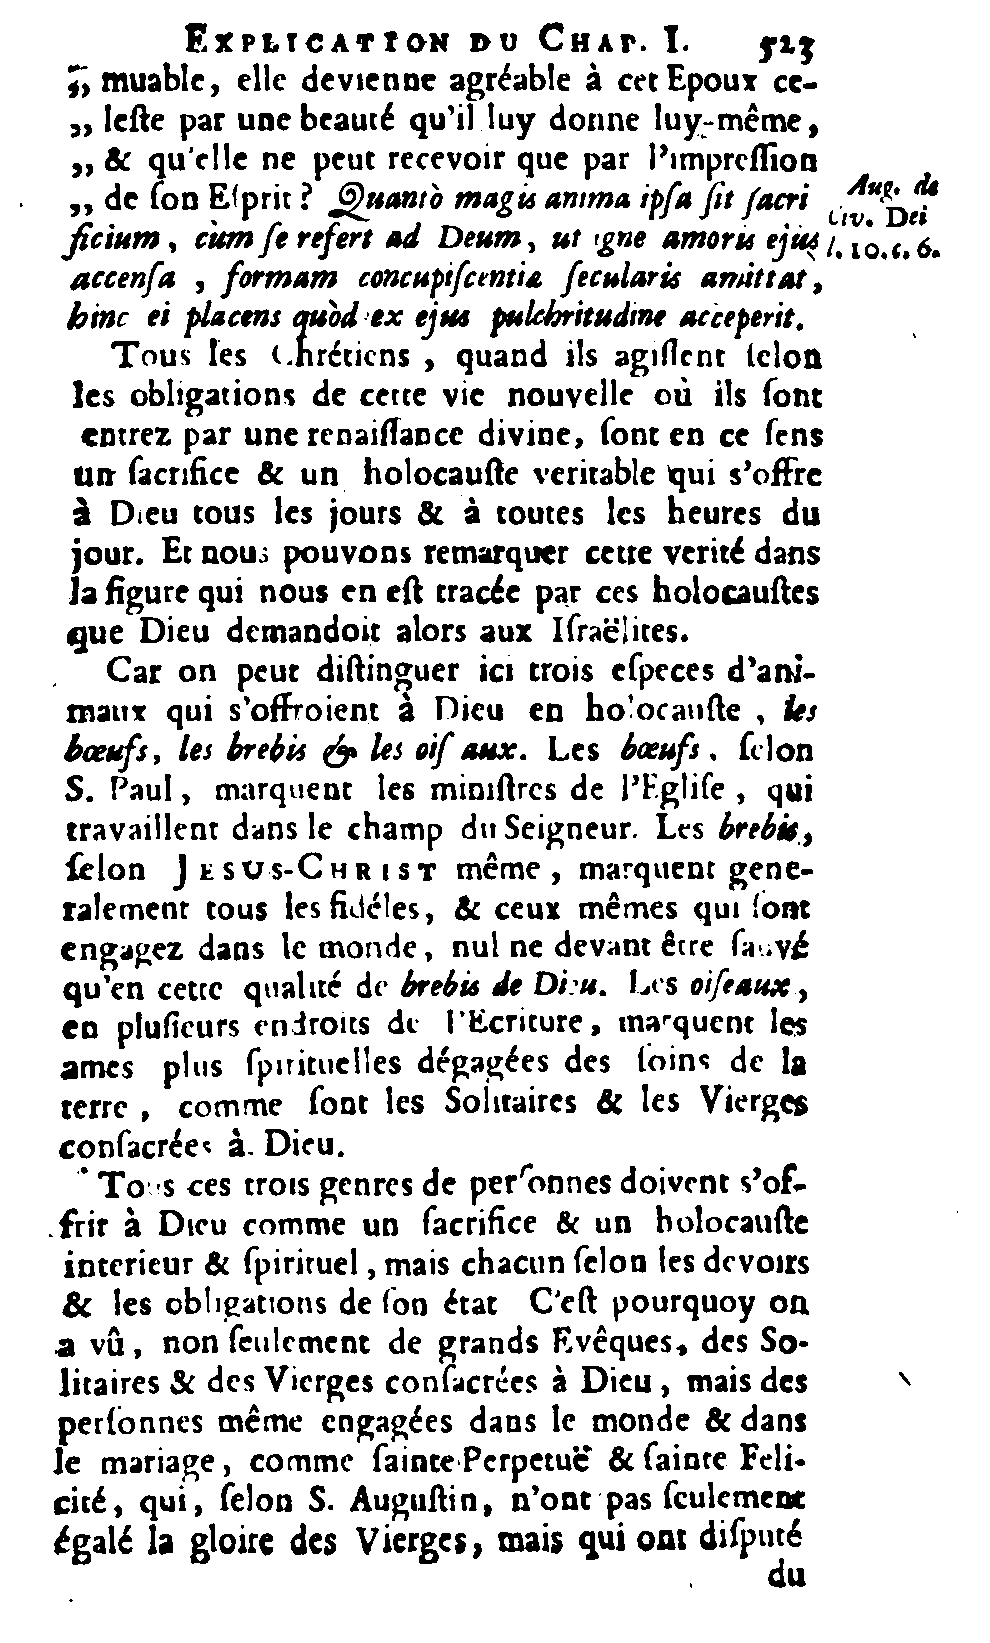 EXPLICATION DU CHAP. I. 523
„ muable, elle devienne agréable à cet Epoux ce-
„ leſte par une beauté qu'il luy donne luy-même,
„ & qu'elle ne peut recevoir que par l'impreſſion
„ de ſon Eſprit ? Quantò magis anima ipſa fit ſacri
ficium, cùm ſe refert ad Deum, ut igne amoris ejus
accenſa, formam concupiſcentiæ ſecularis amittat,
hinc ei placens quòd ex ejus pulchritudine acceperit.
Aug. de
Civ. Dei
l. 10. c. 6.
Tous les Chrétiens, quand ils agiſſent ſelon
les obligations de cette vie nouvelle où ils ſont
entrez par une renaiſſance divine, ſont en ce ſens
un ſacrifice & un holocauſte veritable qui s'offre
à Dieu tous les jours & à toutes les heures du
jour. Et nous pouvons remarquer cette verité dans
la figure qui nous en eſt tracée par ces holocauſtes
que Dieu demandoit alors aux Iſraëlites.
Car on peut diſtinguer ici trois eſpeces d'ani-
maux qui s'offroient à Dieu en holocauſte, les
bœufs, les brebis & les oiſeaux. Les bœufs, ſelon
S. Paul, marquent les miniſtres de l'Egliſe, qui
travaillent dans le champ du Seigneur. Les brebis,
ſelon JESUS-CHRIST même, marquent gene-
ralement tous les fidéles, & ceux mêmes qui ſont
engagez dans le monde, nul ne devant être ſauvé
qu'en cette qualité de brebis de Dieu. Les oiſeaux,
en pluſieurs endroits de l'Ecriture, marquent les
ames plus ſpirituelles dégagées des ſoins de la
terre, comme ſont les Solitaires & les Vierges
conſacrées à Dieu.
Tous ces trois genres de perſonnes doivent s'of-
frir à Dieu comme un ſacrifice & un holocauſte
interieur & ſpirituel, mais chacun ſelon les devoirs
& les obligations de ſon état C'eſt pourquoy on
a vû, non ſeulement de grands Evêques, des So-
litaires & des Vierges conſacrées à Dieu, mais des
perſonnes même engagées dans le monde & dans
le mariage, comme ſainte Perpetuë & ſainte Feli-
cité, qui, ſelon S. Auguſtin, n'ont pas ſeulement
égalé la gloire des Vierges, mais qui ont diſputé
du